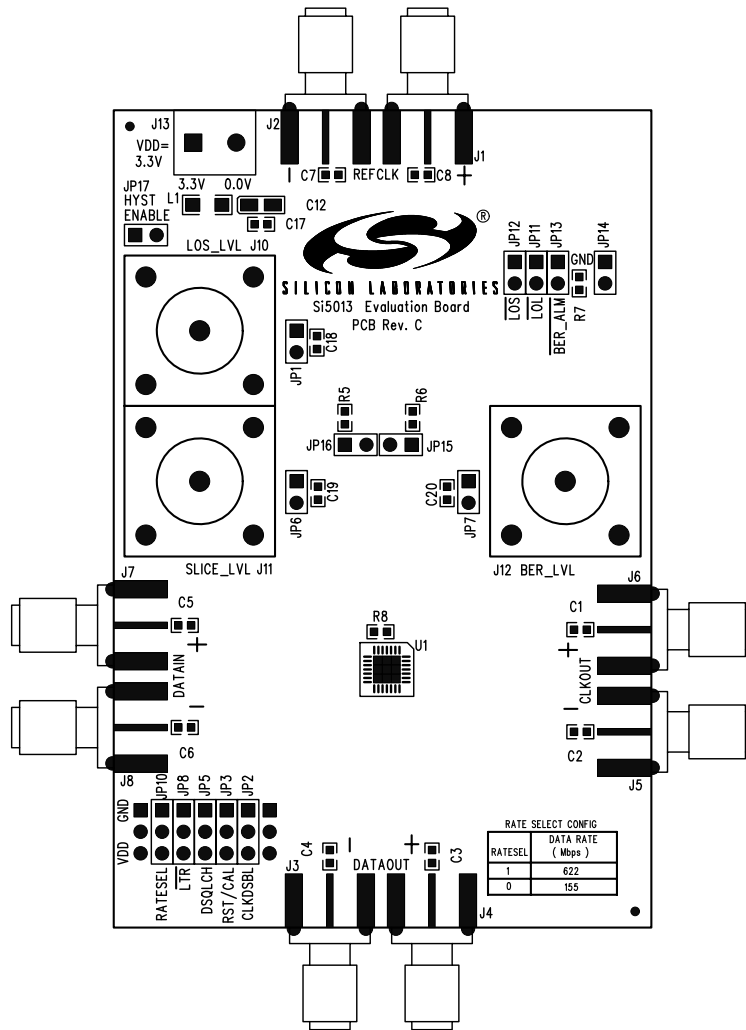 J13
J2
J1
VDD=
3.3V
C7
REFCLK
C8
−
+
JP17
HYST
ENABLE
3.3V
0.0V
L1
C12
C17
®
LOS_LVL J10
SILICON LABORATORIES
Si5013 Evaluation Board
PCB Rev. C
JP12
JP11
JP13
GND
JP14
LOS
LOL
BER_ALM
R7
JP1
C18
R5
R6
JP16
JP15
JP6
C19
C20
JP7
SLICE_LVL J11
J12 BER_LVL
J7
J6
C5
+
DATAIN
−
C6
J8
R8
U1
C1
+
CLKOUT
−
C2
J5
GND
VDD
JP10
JP8
JP5
JP3
JP2
RATESEL
LTR
DSQLCH
RST/CAL
CLKDSBL
C4
−
+
C3
J3
DATAOUT
J4
RATE SELECT CONFIG
RATESEL
DATA RATE
( Mbps )
1 622
0 155